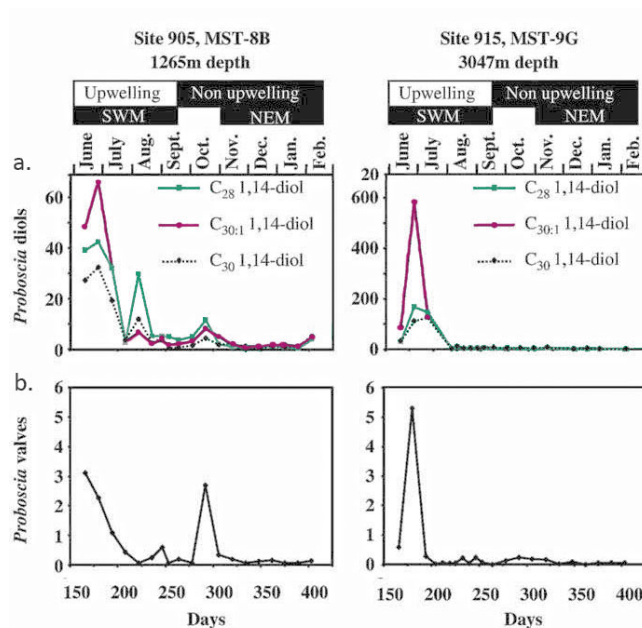 Site 905, MST-8B
1265m depth
Upwelling
Non upwelling
SWM
NEM
June
July
Aug.
Sept.
Oct.
Nov.
Dec.
Jan.
Feb.
a.
Proboscia diols
60
40
20
0
C28 1,14-diol
C30:1 1,14-diol
C30 1,14-diol
b.
Proboscia valves
6
5
4
3
2
1
0
150 200 250 300 350 400
Days
Site 915, MST-9G
3047m depth
Upwelling
Non upwelling
SWM
NEM
June
July
Aug.
Sept.
Oct.
Nov.
Dec.
Jan.
Feb.
20
600
400
200
0
C28 1,14-diol
C30:1 1,14-diol
C30 1,14-diol
6
5
4
3
2
1
0
150 200 250 300 350 400
Days